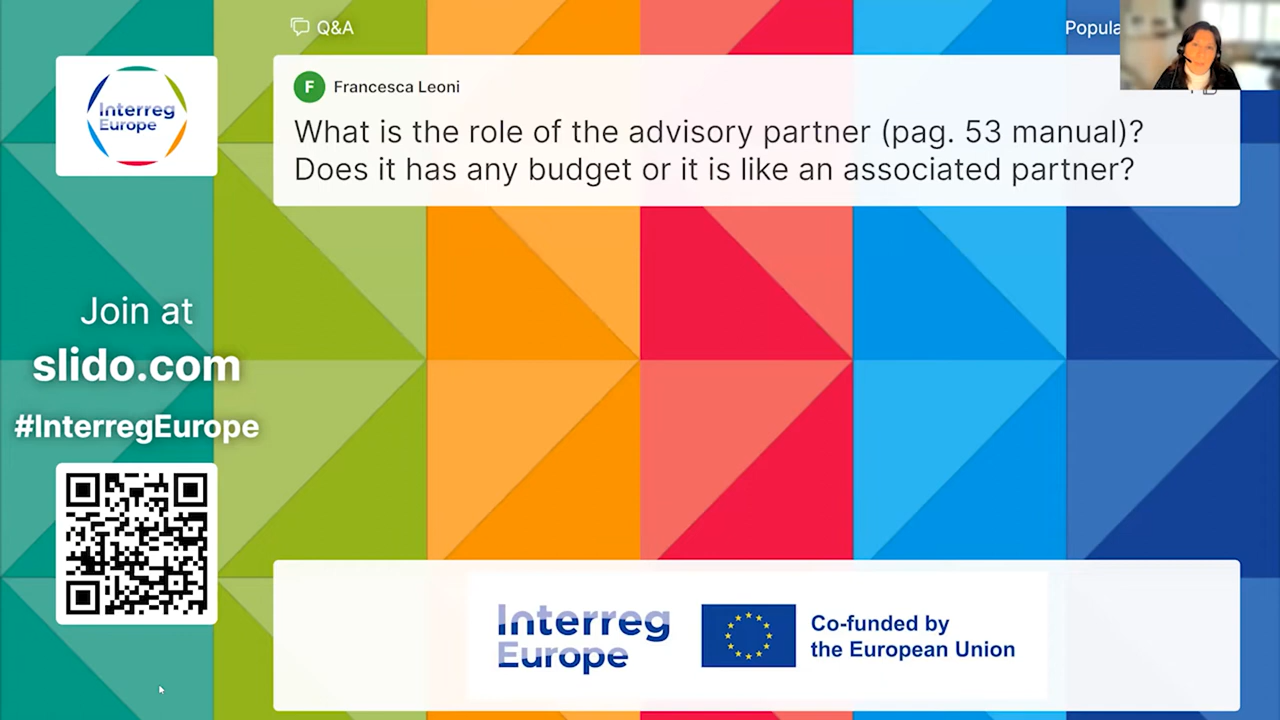 Q&A
Popula
Interreg
Europe
F
Francesca Leoni
What is the role of the advisory partner (pag. 53 manual)?
Does it has any budget or it is like an associated partner?
Join at
slido.com
#InterregEurope
Interreg
Europe
Co-funded by
the European Union